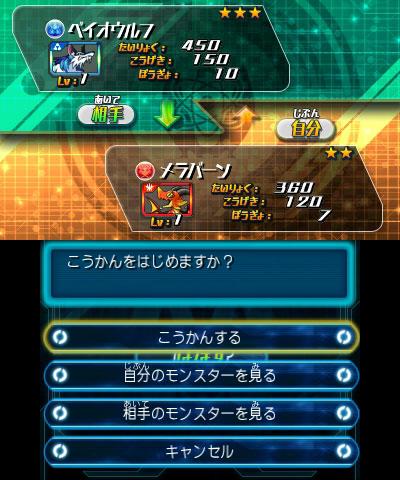 ★★★
ベイオウルフ
たいりょく: 450
こうげき: 150
ぼうぎょ: 10
Lv: 1
あいて
相手
じぶん
自分
★★
メラバーン
たいりょく: 360
こうげき: 120
ぼうぎょ: 7
Lv: 1
こうかんをはじめますか？
こうかんする
じぶん み
自分のモンスターを見る
あいて み
相手のモンスターを見る
キャンセル